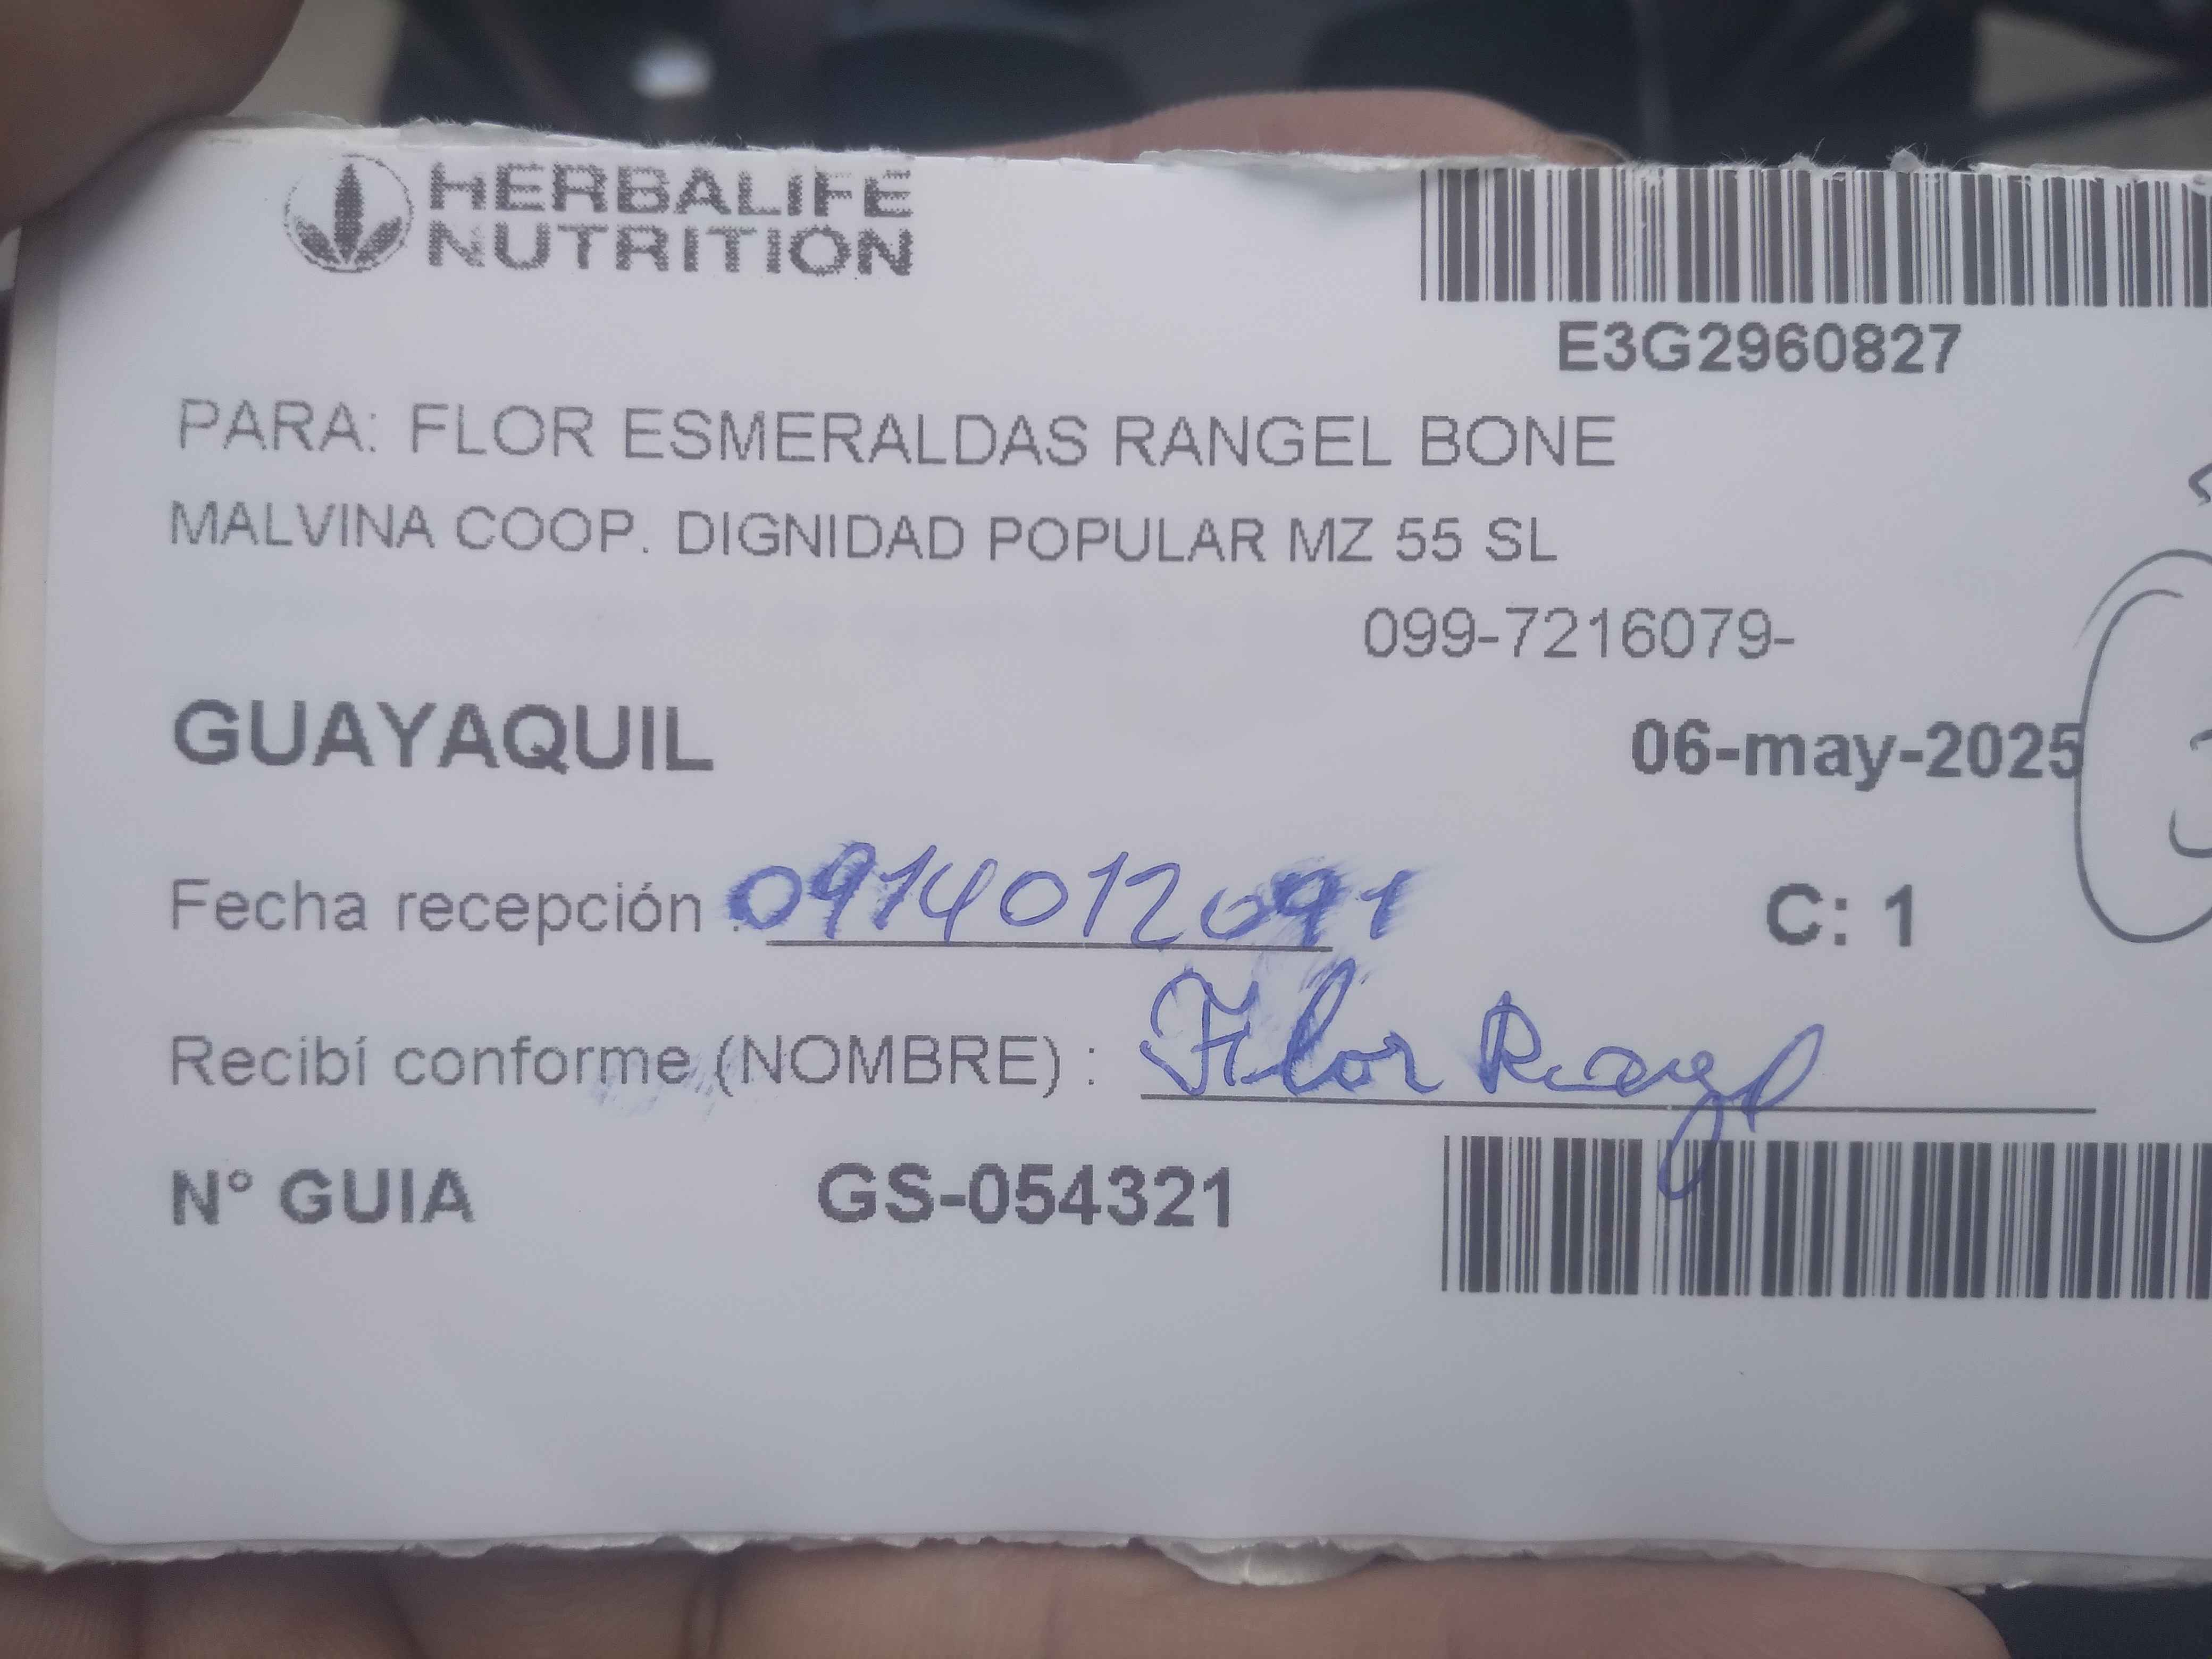 HERBALIFE
NUTRITION
E3G2960827
PARA: FLOR ESMERALDAS RANGEL BONE
MALVINA COOP. DIGNIDAD POPULAR MZ 55 SL
099-7216079-
GUAYAQUIL
06-may-2025
Fecha recepción : 0914012091
C: 1
Recibí conforme (NOMBRE) : Flor
N° GUIA GS-054321